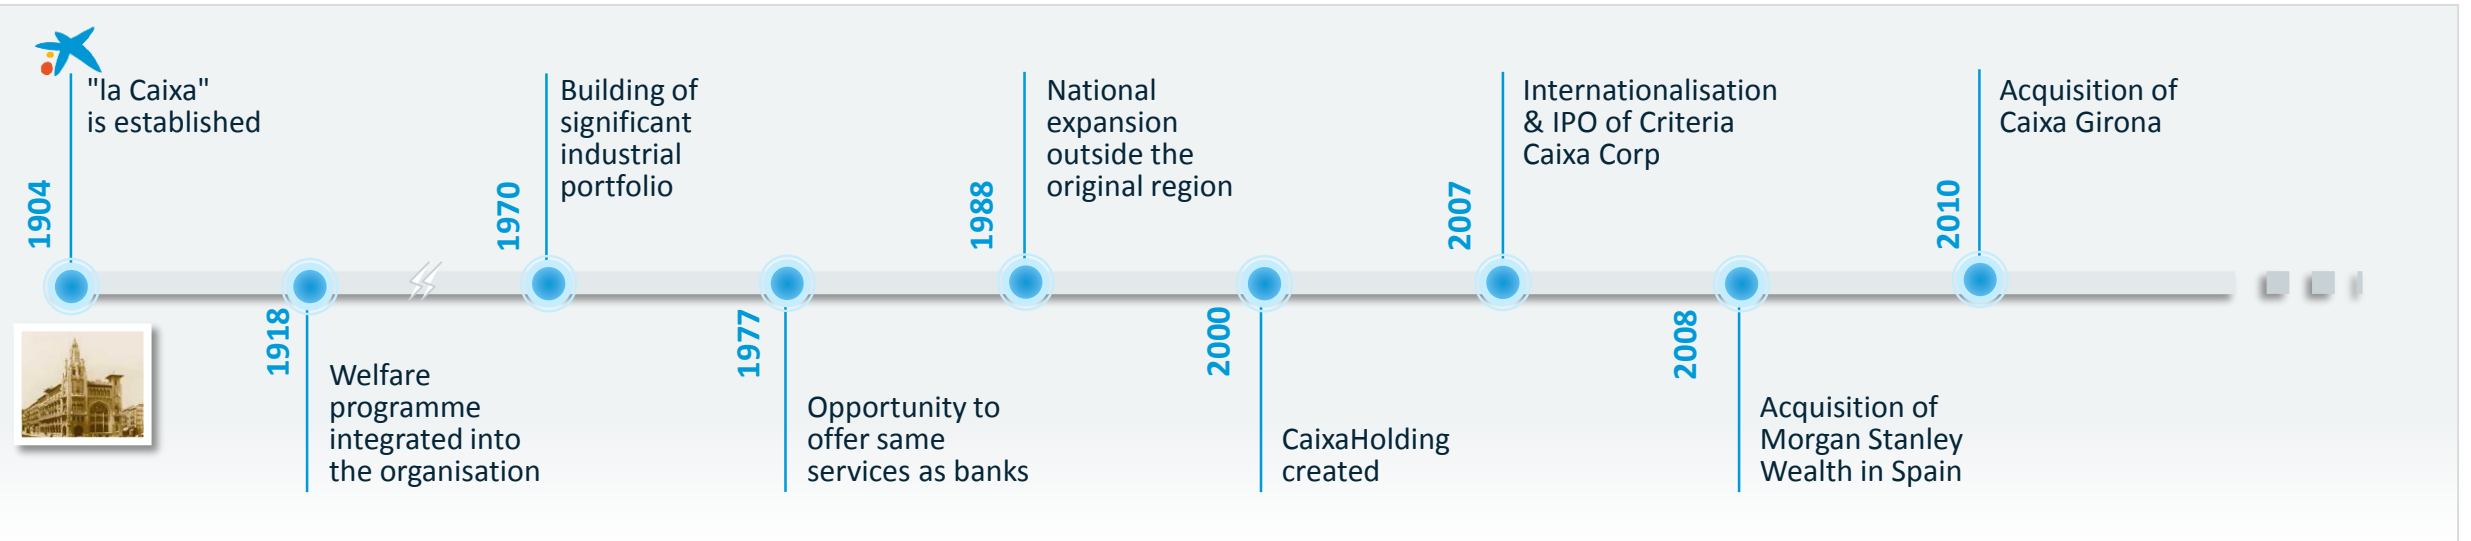 1904
"la Caixa"
is established
1918
Welfare
programme
integrated into
the organisation
1970
Building of
significant
industrial
portfolio
1977
Opportunity to
offer same
services as banks
1988
National
expansion
outside the
original region
2000
CaixaHolding
created
2007
Internationalisation
& IPO of Criteria
Caixa Corp
2008
Acquisition of
Morgan Stanley
Wealth in Spain
2010
Acquisition of
Caixa Girona